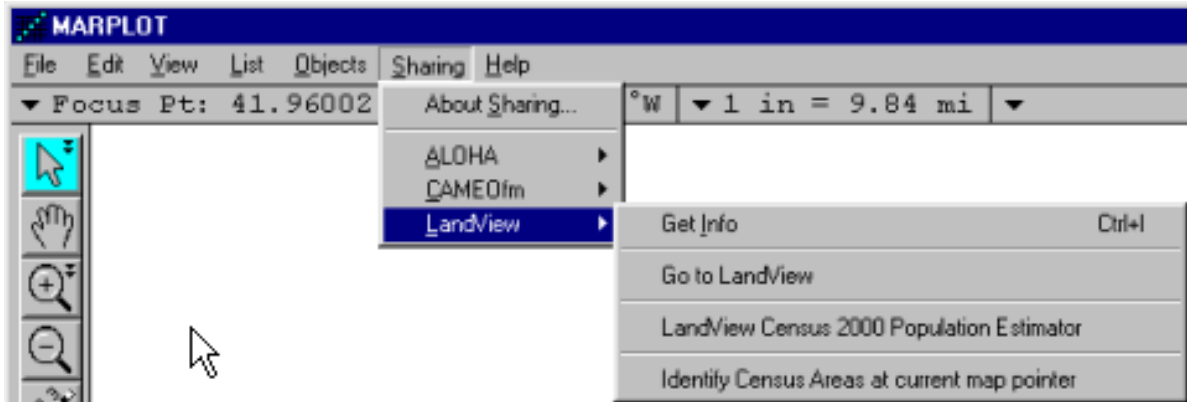 MARPLOT
File Edit View List Objects Sharing Help
Focus Pt: 41.96002 °W 1 in = 9.84 mi
About Sharing...
ALOHA
CAMEOfm
LandView
Get Info Ctrl+I
Go to LandView
LandView Census 2000 Population Estimator
Identify Census Areas at current map pointer